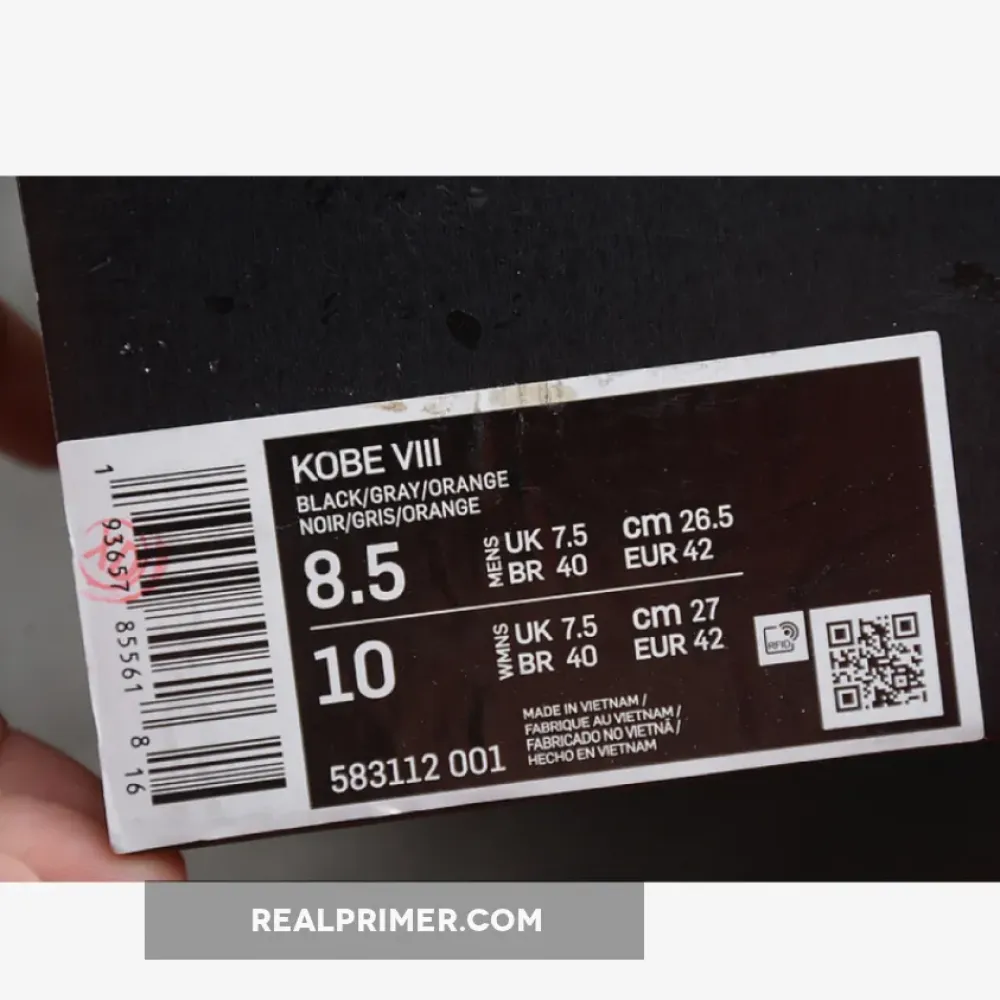 KOBE VIII
BLACK/GRAY/ORANGE
NOIR/GRIS/ORANGE
8.5
MENS
UK 7.5
BR 40
cm 26.5
EUR 42
10
WMNS
UK 7.5
BR 40
cm 27
EUR 42
RFID
MADE IN VIETNAM /
FABRIQUE AU VIETNAM /
FABRICADO NO VIETNÃ /
HECHO EN VIETNAM
583112 001
1 93657 85561 8 16
REALPRIMER.COM